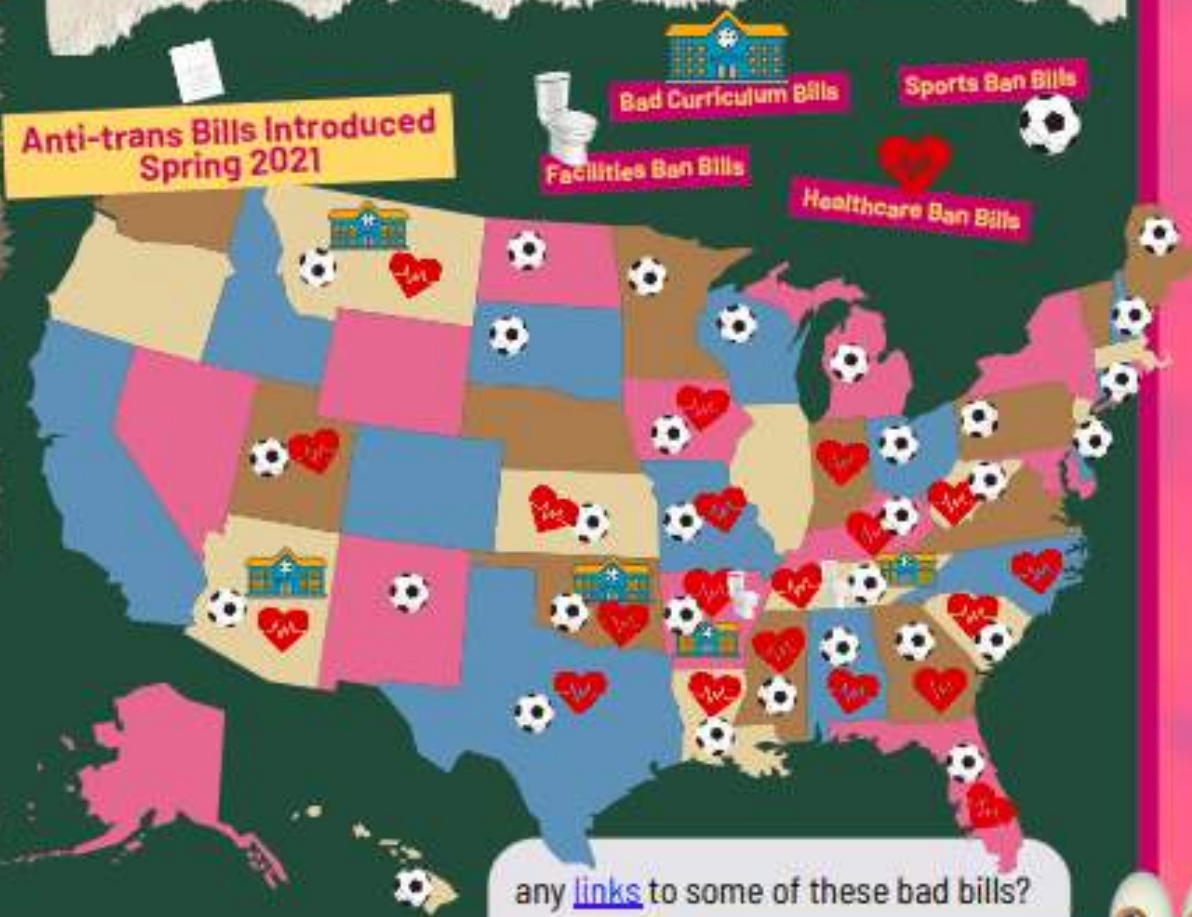 Anti-trans Bills Introduced
Spring 2021
Bad Curriculum Bills
Sports Ban Bills
Facilities Ban Bills
Healthcare Ban Bills
any links to some of these bad bills?